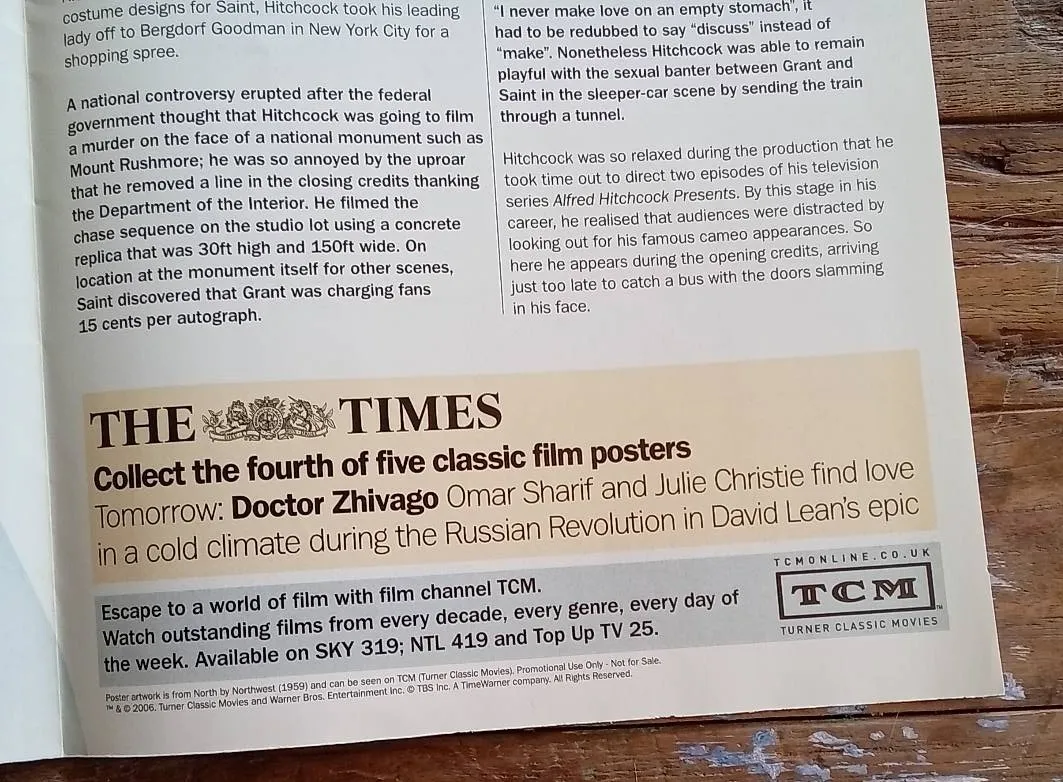 costume designs for Saint, Hitchcock took his leading
lady off to Bergdorf Goodman in New York City for a
shopping spree.
A national controversy erupted after the federal
government thought that Hitchcock was going to film
a murder on the face of a national monument such as
Mount Rushmore; he was so annoyed by the uproar
that he removed a line in the closing credits thanking
the Department of the Interior. He filmed the
chase sequence on the studio lot using a concrete
replica that was 30ft high and 150ft wide. On
location at the monument itself for other scenes,
Saint discovered that Grant was charging fans
15 cents per autograph.
“I never make love on an empty stomach”, it
had to be redubbed to say “discuss” instead of
“make”. Nonetheless Hitchcock was able to remain
playful with the sexual banter between Grant and
Saint in the sleeper-car scene by sending the train
through a tunnel.
Hitchcock was so relaxed during the production that he
took time out to direct two episodes of his television
series Alfred Hitchcock Presents. By this stage in his
career, he realised that audiences were distracted by
looking out for his famous cameo appearances. So
here he appears during the opening credits, arriving
just too late to catch a bus with the doors slamming
in his face.
THE TIMES
Collect the fourth of five classic film posters
Tomorrow: Doctor Zhivago Omar Sharif and Julie Christie find love
in a cold climate during the Russian Revolution in David Lean's epic
Escape to a world of film with film channel TCM.
Watch outstanding films from every decade, every genre, every day of
the week. Available on SKY 319; NTL 419 and Top Up TV 25.
TCMONLINE.CO.UK
TCM™
TURNER CLASSIC MOVIES
Poster artwork is from North by Northwest (1959) and can be seen on TCM (Turner Classic Movies). Promotional Use Only - Not for Sale.
™ & © 2006. Turner Classic Movies and Warner Bros. Entertainment Inc. © TBS Inc. A TimeWarner company. All Rights Reserved.